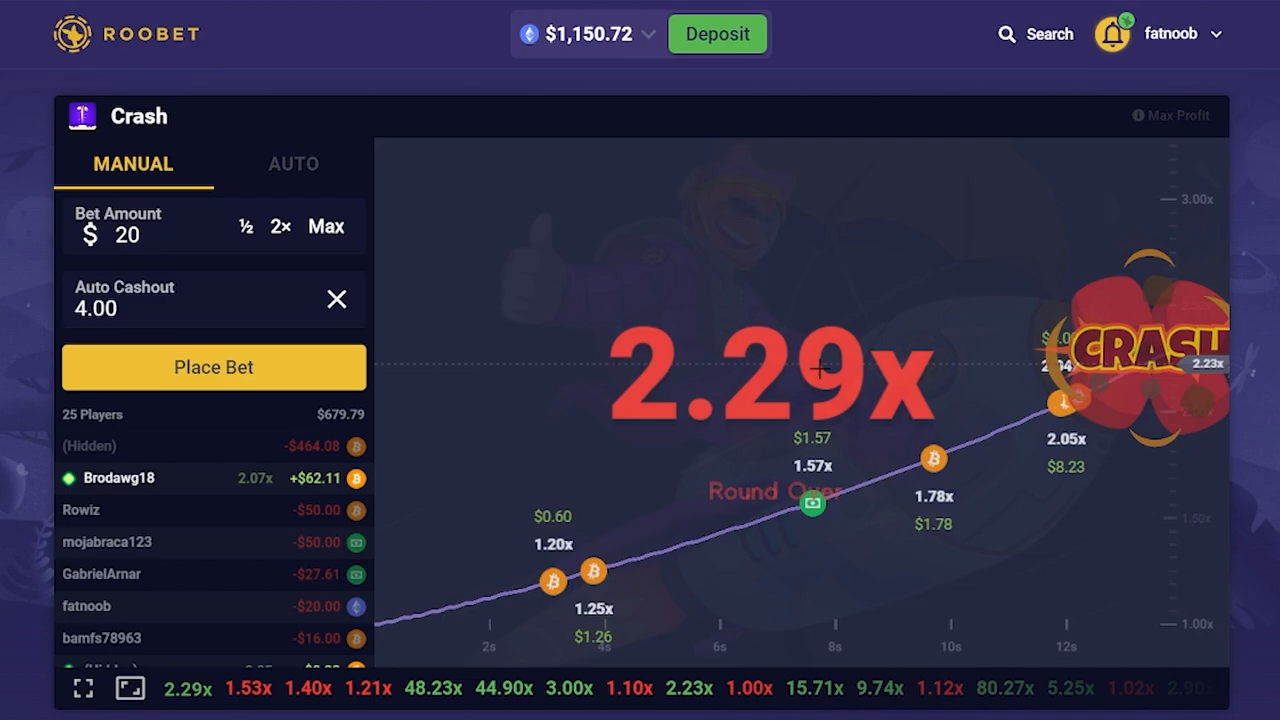 ROOBET
$1,150.72
Deposit
Search
fatnoob
Crash
Max Profit
MANUAL
AUTO
Bet Amount
$ 20
½ 2× Max
Auto Cashout
4.00
Place Bet
25 Players $679.79
(Hidden) -$464.08
Brodawg18 2.07x +$62.11
Rowiz -$50.00
mojabraca123 -$50.00
GabrielArnar -$27.61
fatnoob -$20.00
bamfs78963 -$16.00
(Hidden)
3.00x
CRASH
2.23x
2.29x
Round Over
$1.57
1.57x
2.05x
$8.23
1.78x
$1.78
$0.60
1.20x
1.25x
$1.26
1.50x
1.00x
2s 4s 6s 8s 10s 12s
2.29x 1.53x 1.40x 1.21x 48.23x 44.90x 3.00x 1.10x 2.23x 1.00x 15.71x 9.74x 1.12x 80.27x 5.25x 1.02x 2.90x